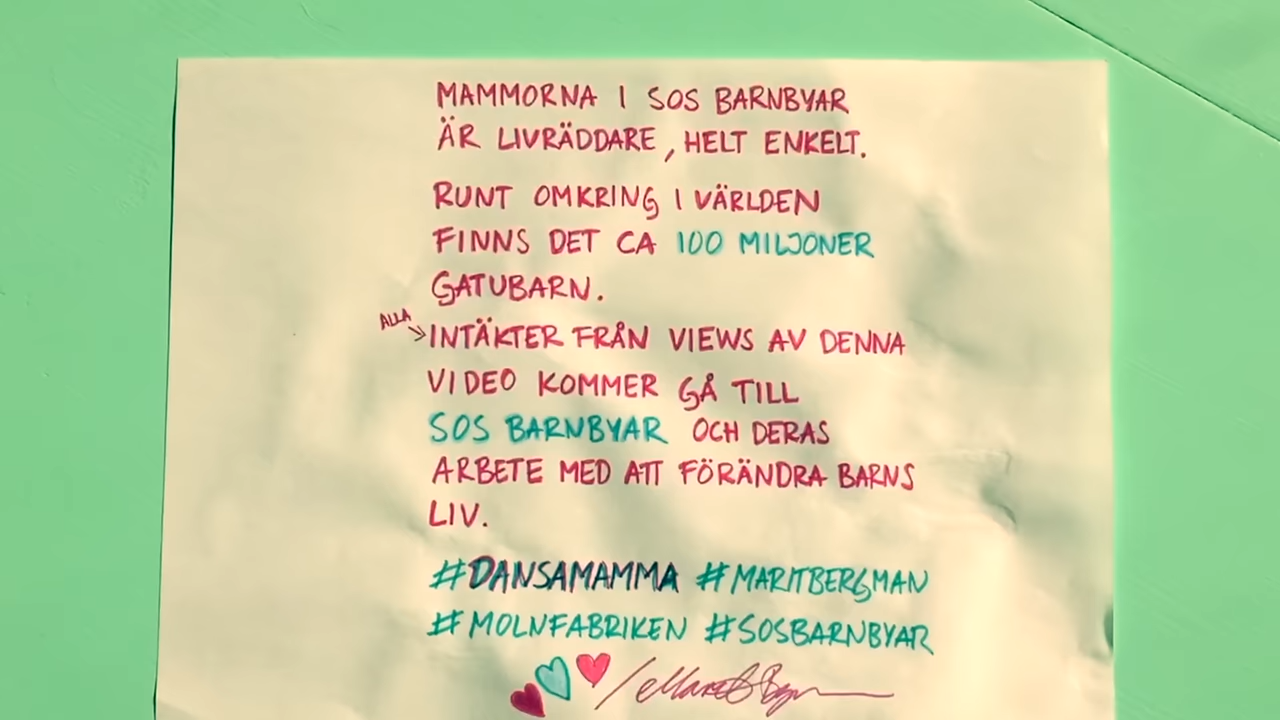 MAMMORNA I SOS BARNBYAR
ÄR LIVRÄDDARE, HELT ENKELT.
RUNT OMKRING I VÄRLDEN
FINNS DET CA 100 MILJONER
GATUBARN.
ALLA
INTÄKTER FRÅN VIEWS AV DENNA
VIDEO KOMMER GÅ TILL
SOS BARNBYAR OCH DERAS
ARBETE MED ATT FÖRÄNDRA BARNS
LIV.
#DANSAMAMMA #MARITBERGMAN
#MOLNFABRIKEN #SOSBARNBYAR